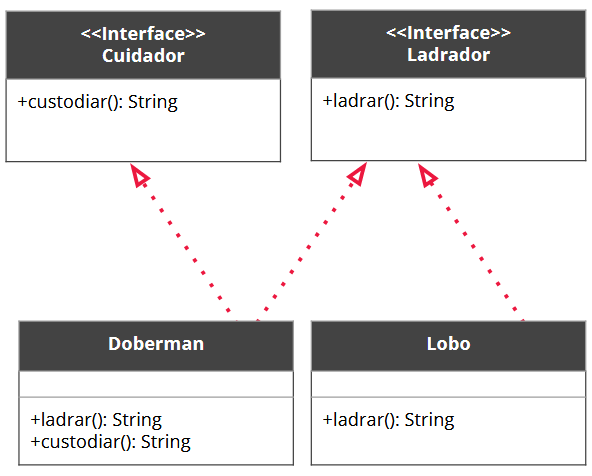 <<Interface>>
Cuidador
+custodiar(): String
<<Interface>>
Ladrador
+ladrar(): String
Doberman
+ladrar(): String
+custodiar(): String
Lobo
+ladrar(): String